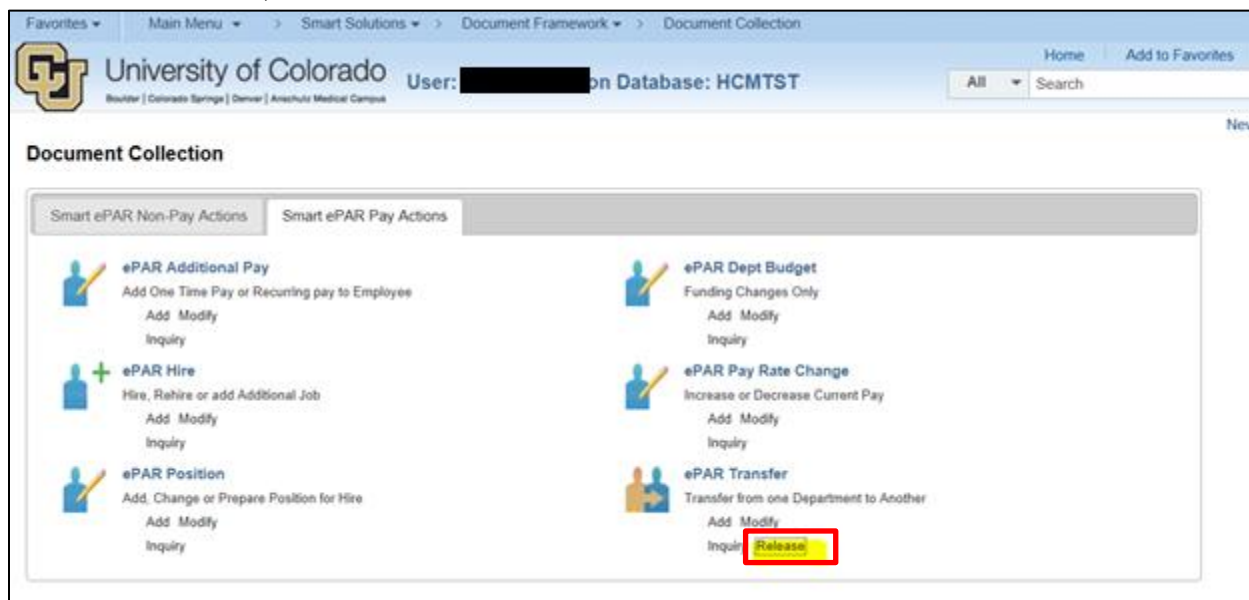 Favorites Main Menu > Smart Solutions > Document Framework > Document Collection
Home Add to Favorites
University of Colorado User: on Database: HCMTST
All Search
Boulder | Colorado Springs | Denver | Anschutz Medical Campus
New
Document Collection
Smart ePAR Non-Pay Actions Smart ePAR Pay Actions
ePAR Additional Pay
Add One Time Pay or Recurring pay to Employee
Add Modify
Inquiry
ePAR Hire
Hire, Rehire or add Additional Job
Add Modify
Inquiry
ePAR Position
Add, Change or Prepare Position for Hire
Add Modify
Inquiry
ePAR Dept Budget
Funding Changes Only
Add Modify
Inquiry
ePAR Pay Rate Change
Increase or Decrease Current Pay
Add Modify
Inquiry
ePAR Transfer
Transfer from one Department to Another
Add Modify
Inquiry Release